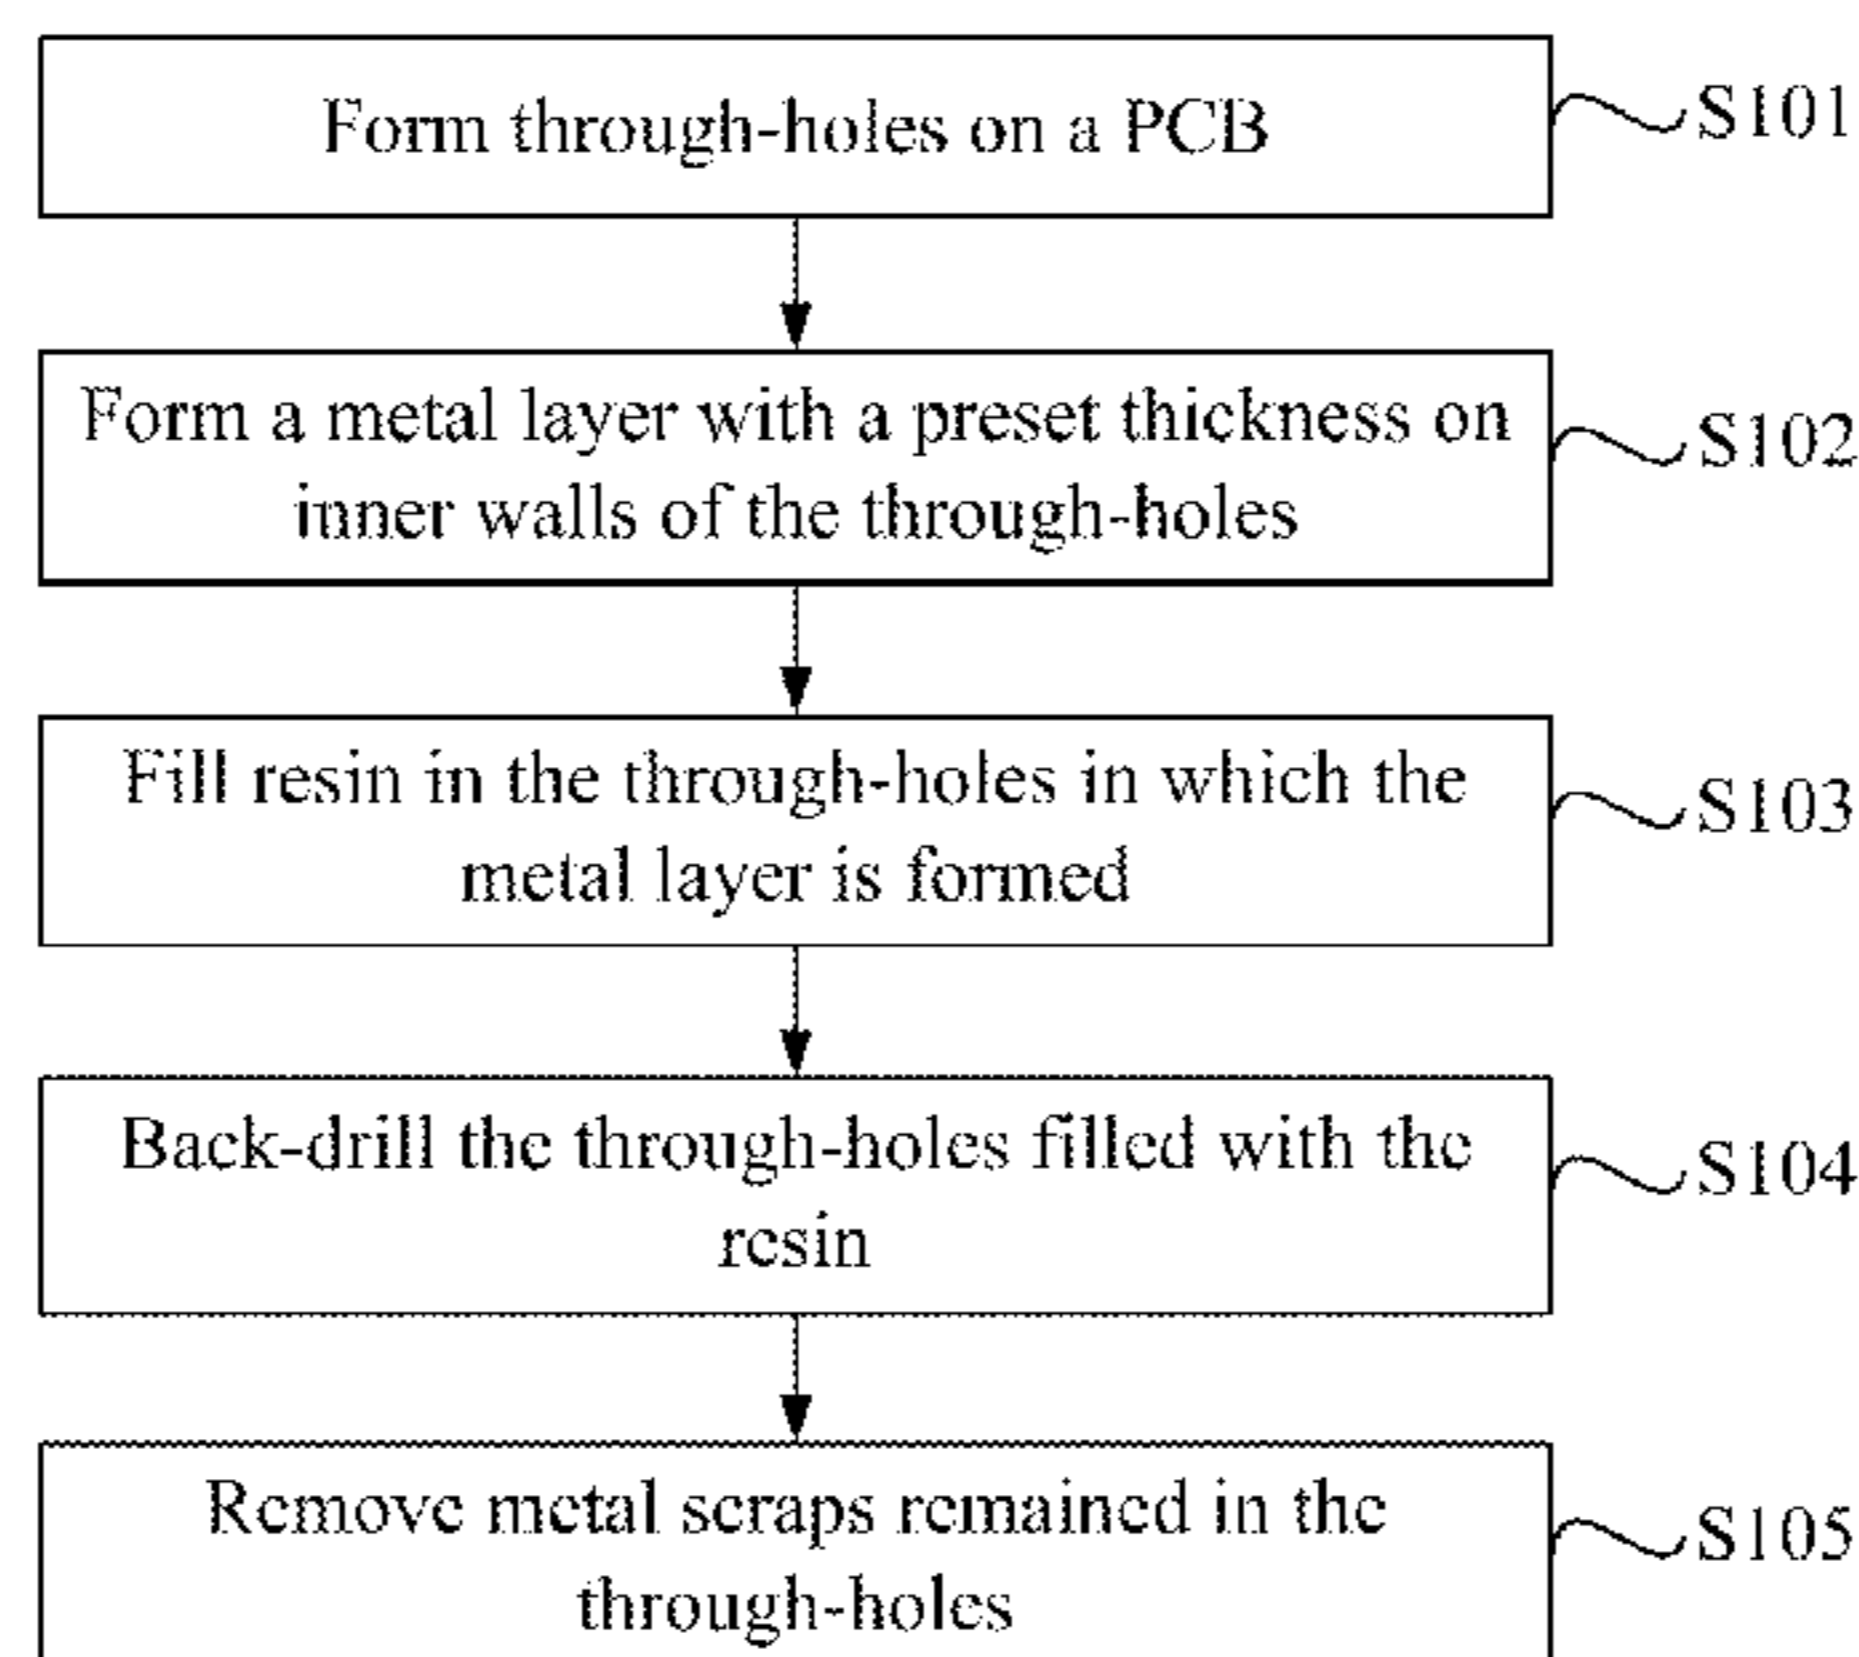 Form through-holes on a PCB
S101
Form a metal layer with a preset thickness on
inner walls of the through-holes
S102
Fill resin in the through-holes in which the
metal layer is formed
S103
Back-drill the through-holes filled with the
resin
S104
Remove metal scraps remained in the
through-holes
S105